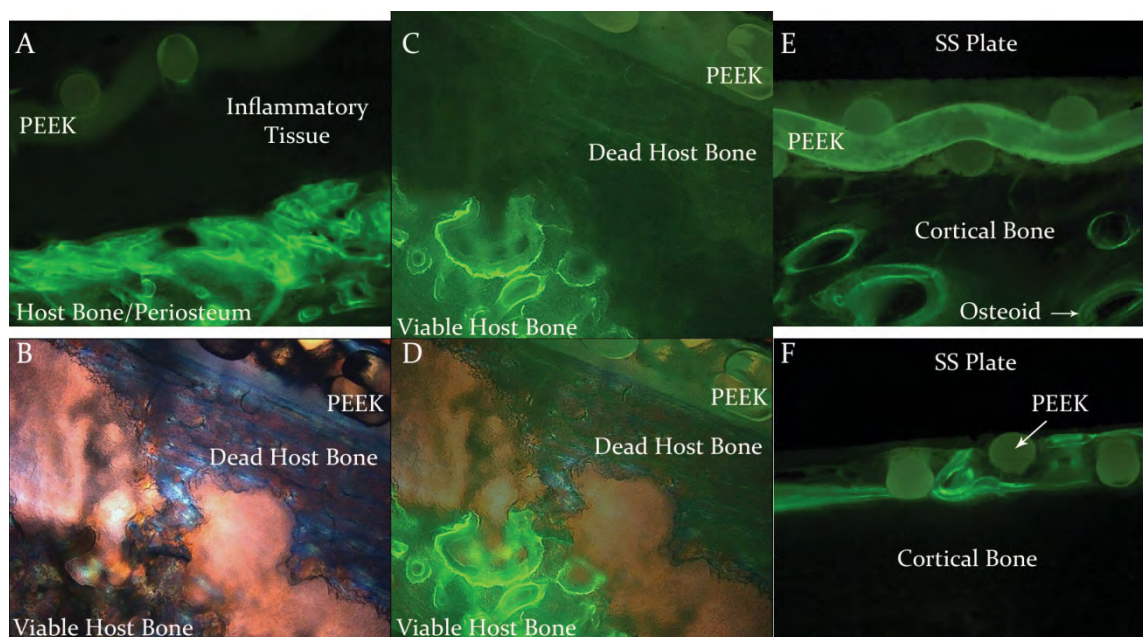 A
PEEK
Inflammatory
Tissue
Host Bone/Periosteum
B
PEEK
Dead Host Bone
Viable Host Bone
C
PEEK
Dead Host Bone
Viable Host Bone
D
PEEK
Dead Host Bone
Viable Host Bone
E
SS Plate
PEEK
Cortical Bone
Osteoid
F
SS Plate
PEEK
Cortical Bone